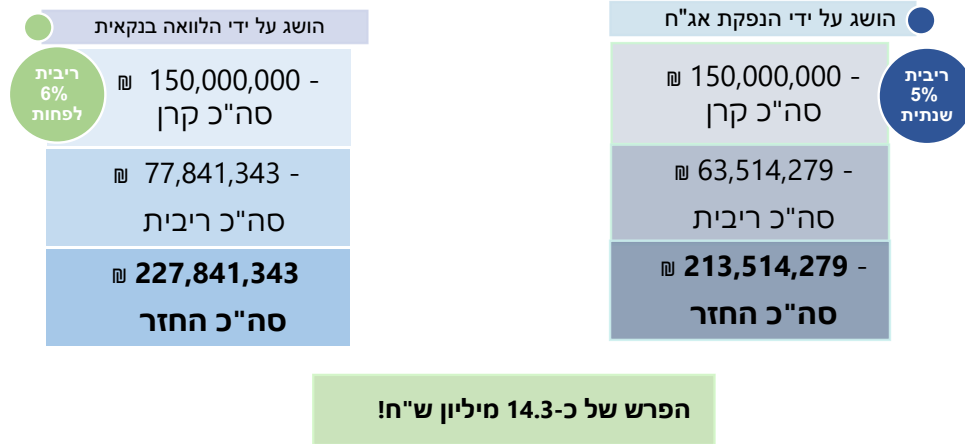 הושג על ידי הנפקת אג"ח
ריבית
5%
שנתית
- 150,000,000 ₪
סה"כ קרן
- 63,514,279 ₪
סה"כ ריבית
- 213,514,279 ₪
סה"כ החזר
הושג על ידי הלוואה בנקאית
ריבית
6%
לפחות
- 150,000,000 ₪
סה"כ קרן
- 77,841,343 ₪
סה"כ ריבית
227,841,343 ₪
סה"כ החזר
הפרש של כ-14.3 מיליון ש"ח!